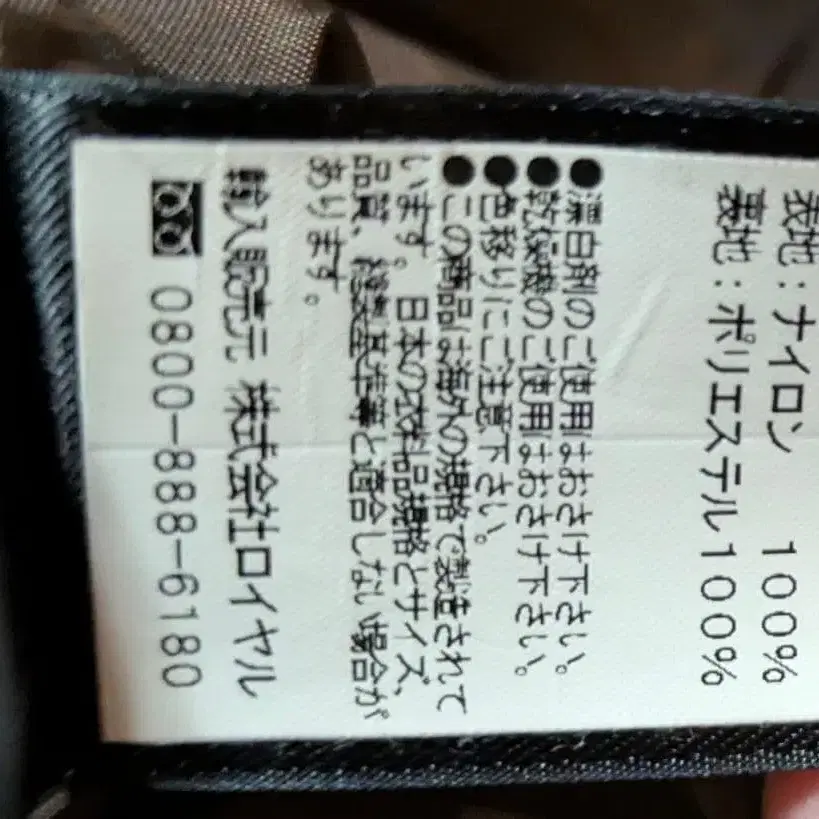 表地：ナイロン 100%
裏地：ポリエステル100%
●漂白剤のご使用はおさけ下さい。
●乾燥機のご使用はおさけ下さい。
●色移りにご注意下さい。
●この商品は海外の規格で製造されて
います。日本の衣料品規格とサイズ、
品質、縫製基準等と適合しない場合が
あります。
輸入販売元 株式会社ロイヤル
0800-888-6180